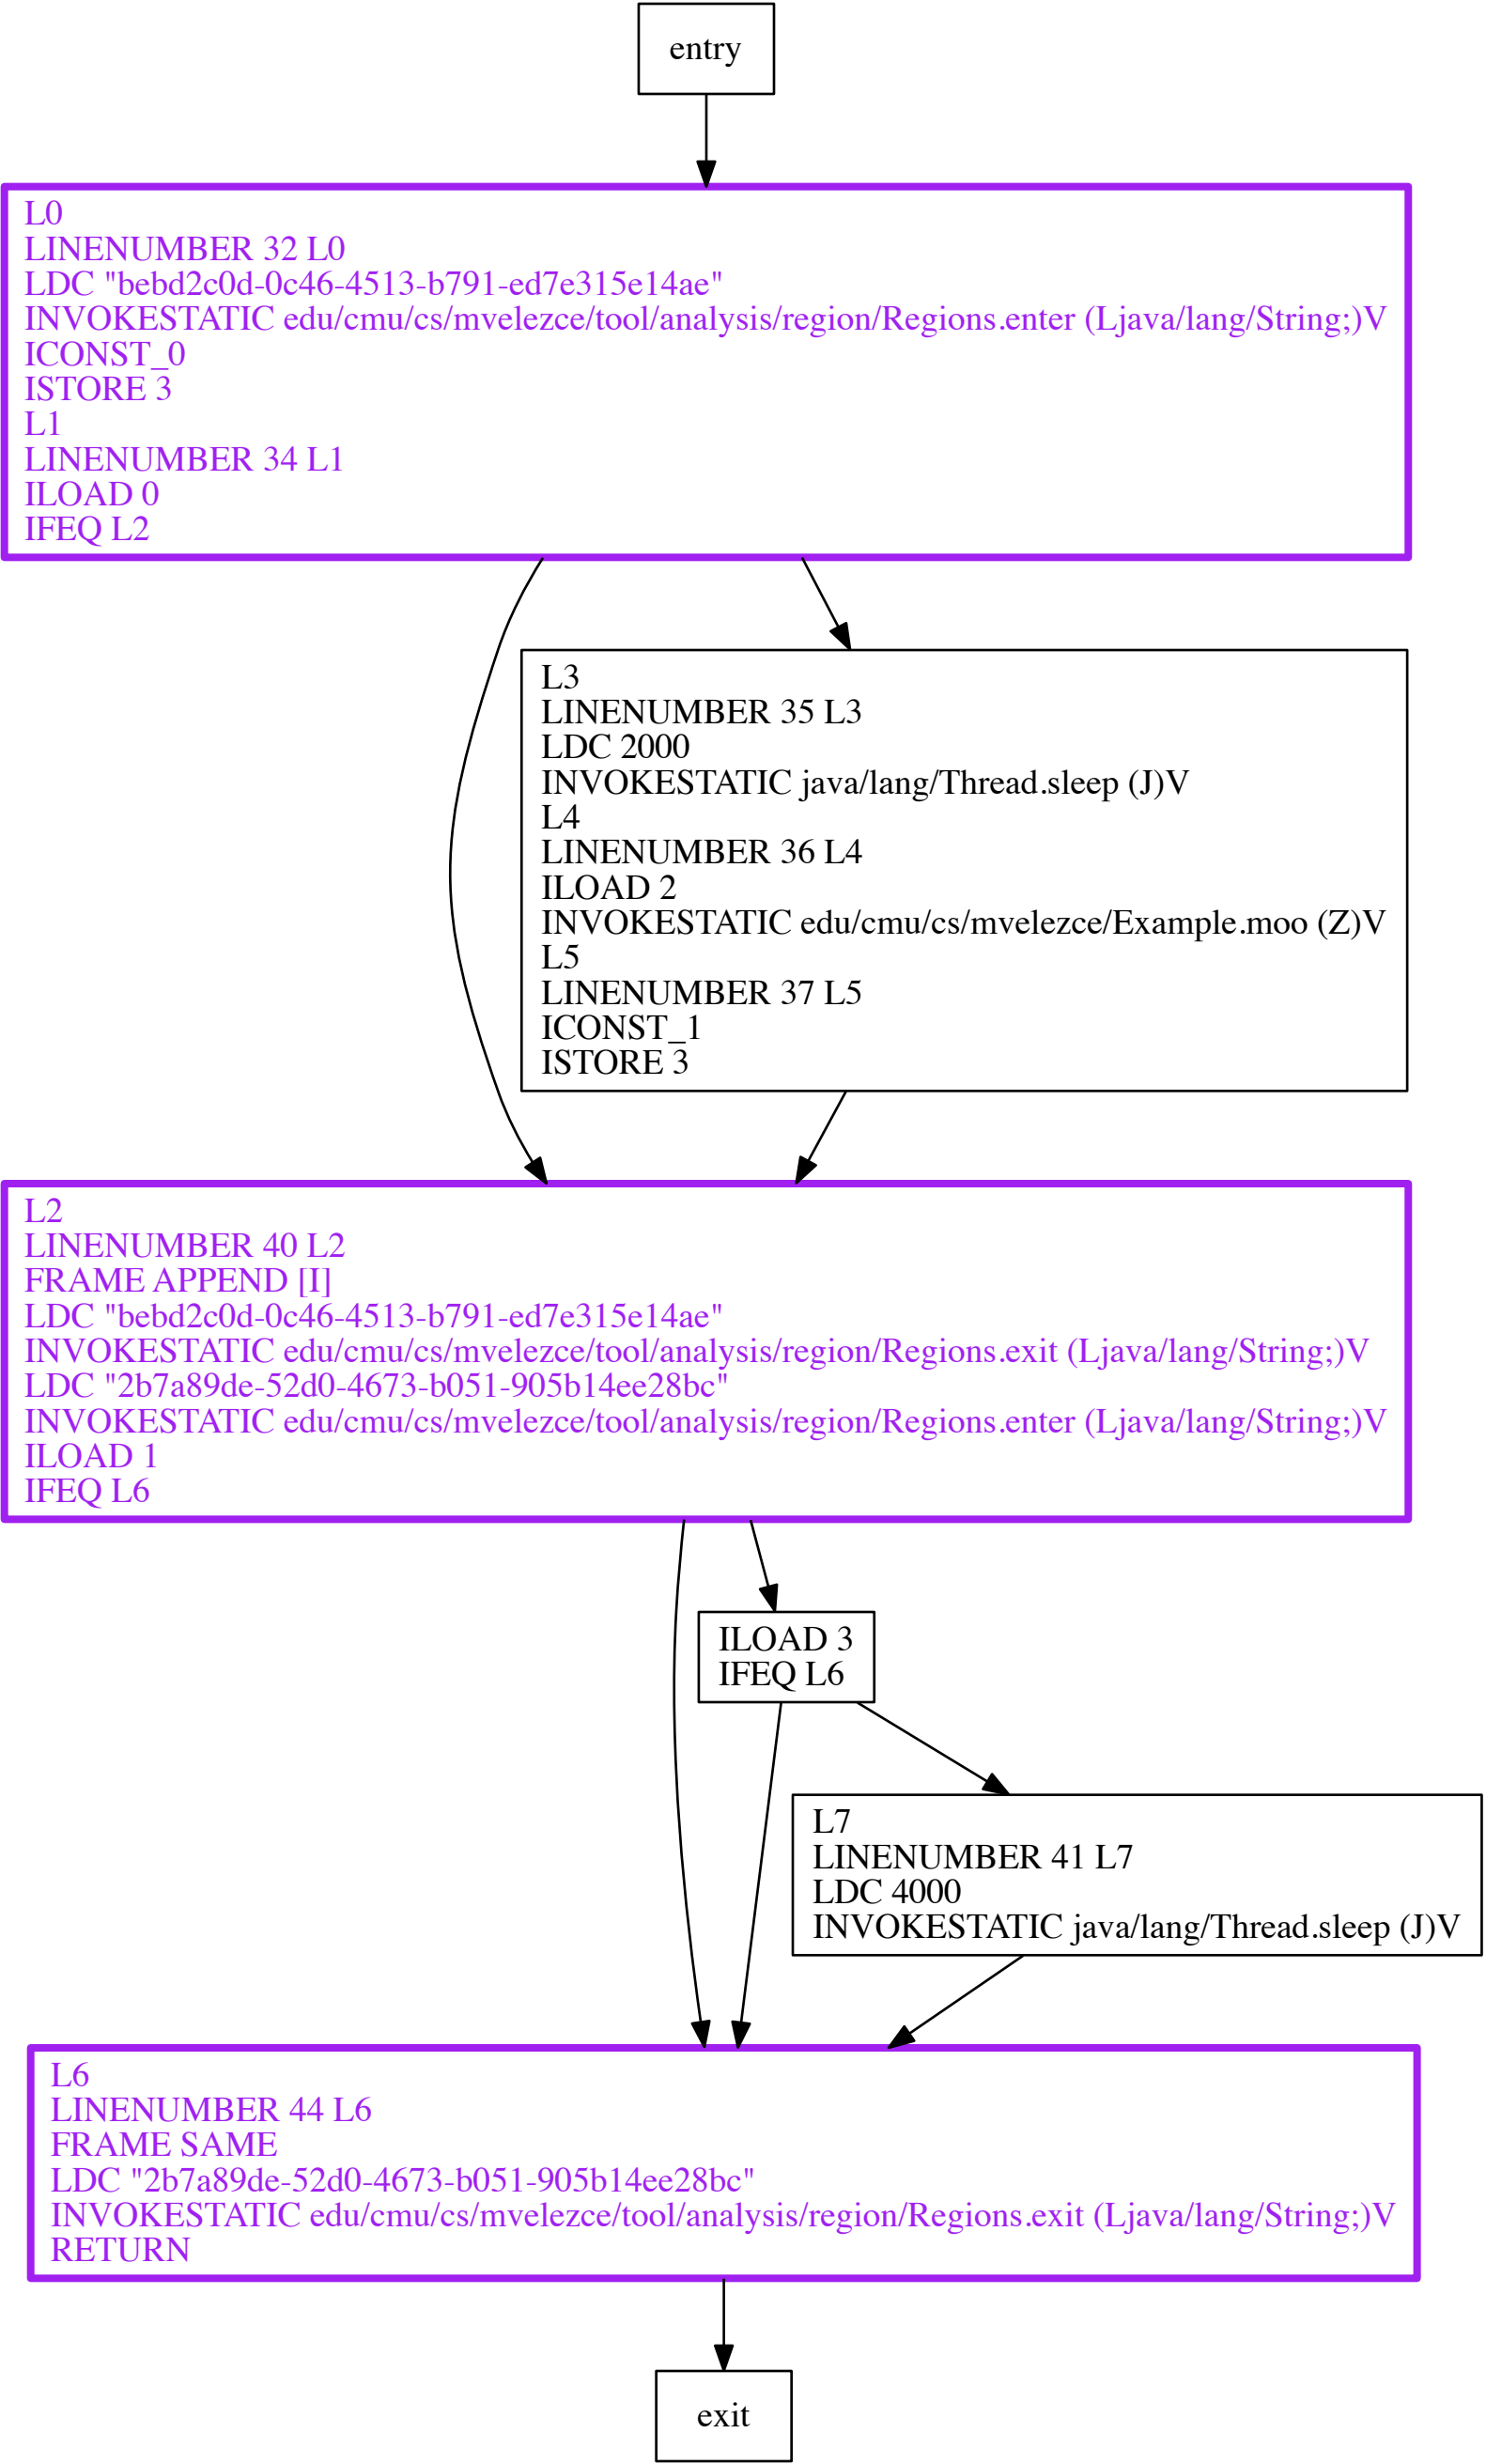 entry
L0
LINENUMBER 32 L0
LDC "bebd2c0d-0c46-4513-b791-ed7e315e14ae"
INVOKESTATIC edu/cmu/cs/mvelezce/tool/analysis/region/Regions.enter (Ljava/lang/String;)V
ICONST_0
ISTORE 3
L1
LINENUMBER 34 L1
ILOAD 0
IFEQ L2
L3
LINENUMBER 35 L3
LDC 2000
INVOKESTATIC java/lang/Thread.sleep (J)V
L4
LINENUMBER 36 L4
ILOAD 2
INVOKESTATIC edu/cmu/cs/mvelezce/Example.moo (Z)V
L5
LINENUMBER 37 L5
ICONST_1
ISTORE 3
L2
LINENUMBER 40 L2
FRAME APPEND [I]
LDC "bebd2c0d-0c46-4513-b791-ed7e315e14ae"
INVOKESTATIC edu/cmu/cs/mvelezce/tool/analysis/region/Regions.exit (Ljava/lang/String;)V
LDC "2b7a89de-52d0-4673-b051-905b14ee28bc"
INVOKESTATIC edu/cmu/cs/mvelezce/tool/analysis/region/Regions.enter (Ljava/lang/String;)V
ILOAD 1
IFEQ L6
ILOAD 3
IFEQ L6
L7
LINENUMBER 41 L7
LDC 4000
INVOKESTATIC java/lang/Thread.sleep (J)V
L6
LINENUMBER 44 L6
FRAME SAME
LDC "2b7a89de-52d0-4673-b051-905b14ee28bc"
INVOKESTATIC edu/cmu/cs/mvelezce/tool/analysis/region/Regions.exit (Ljava/lang/String;)V
RETURN
exit